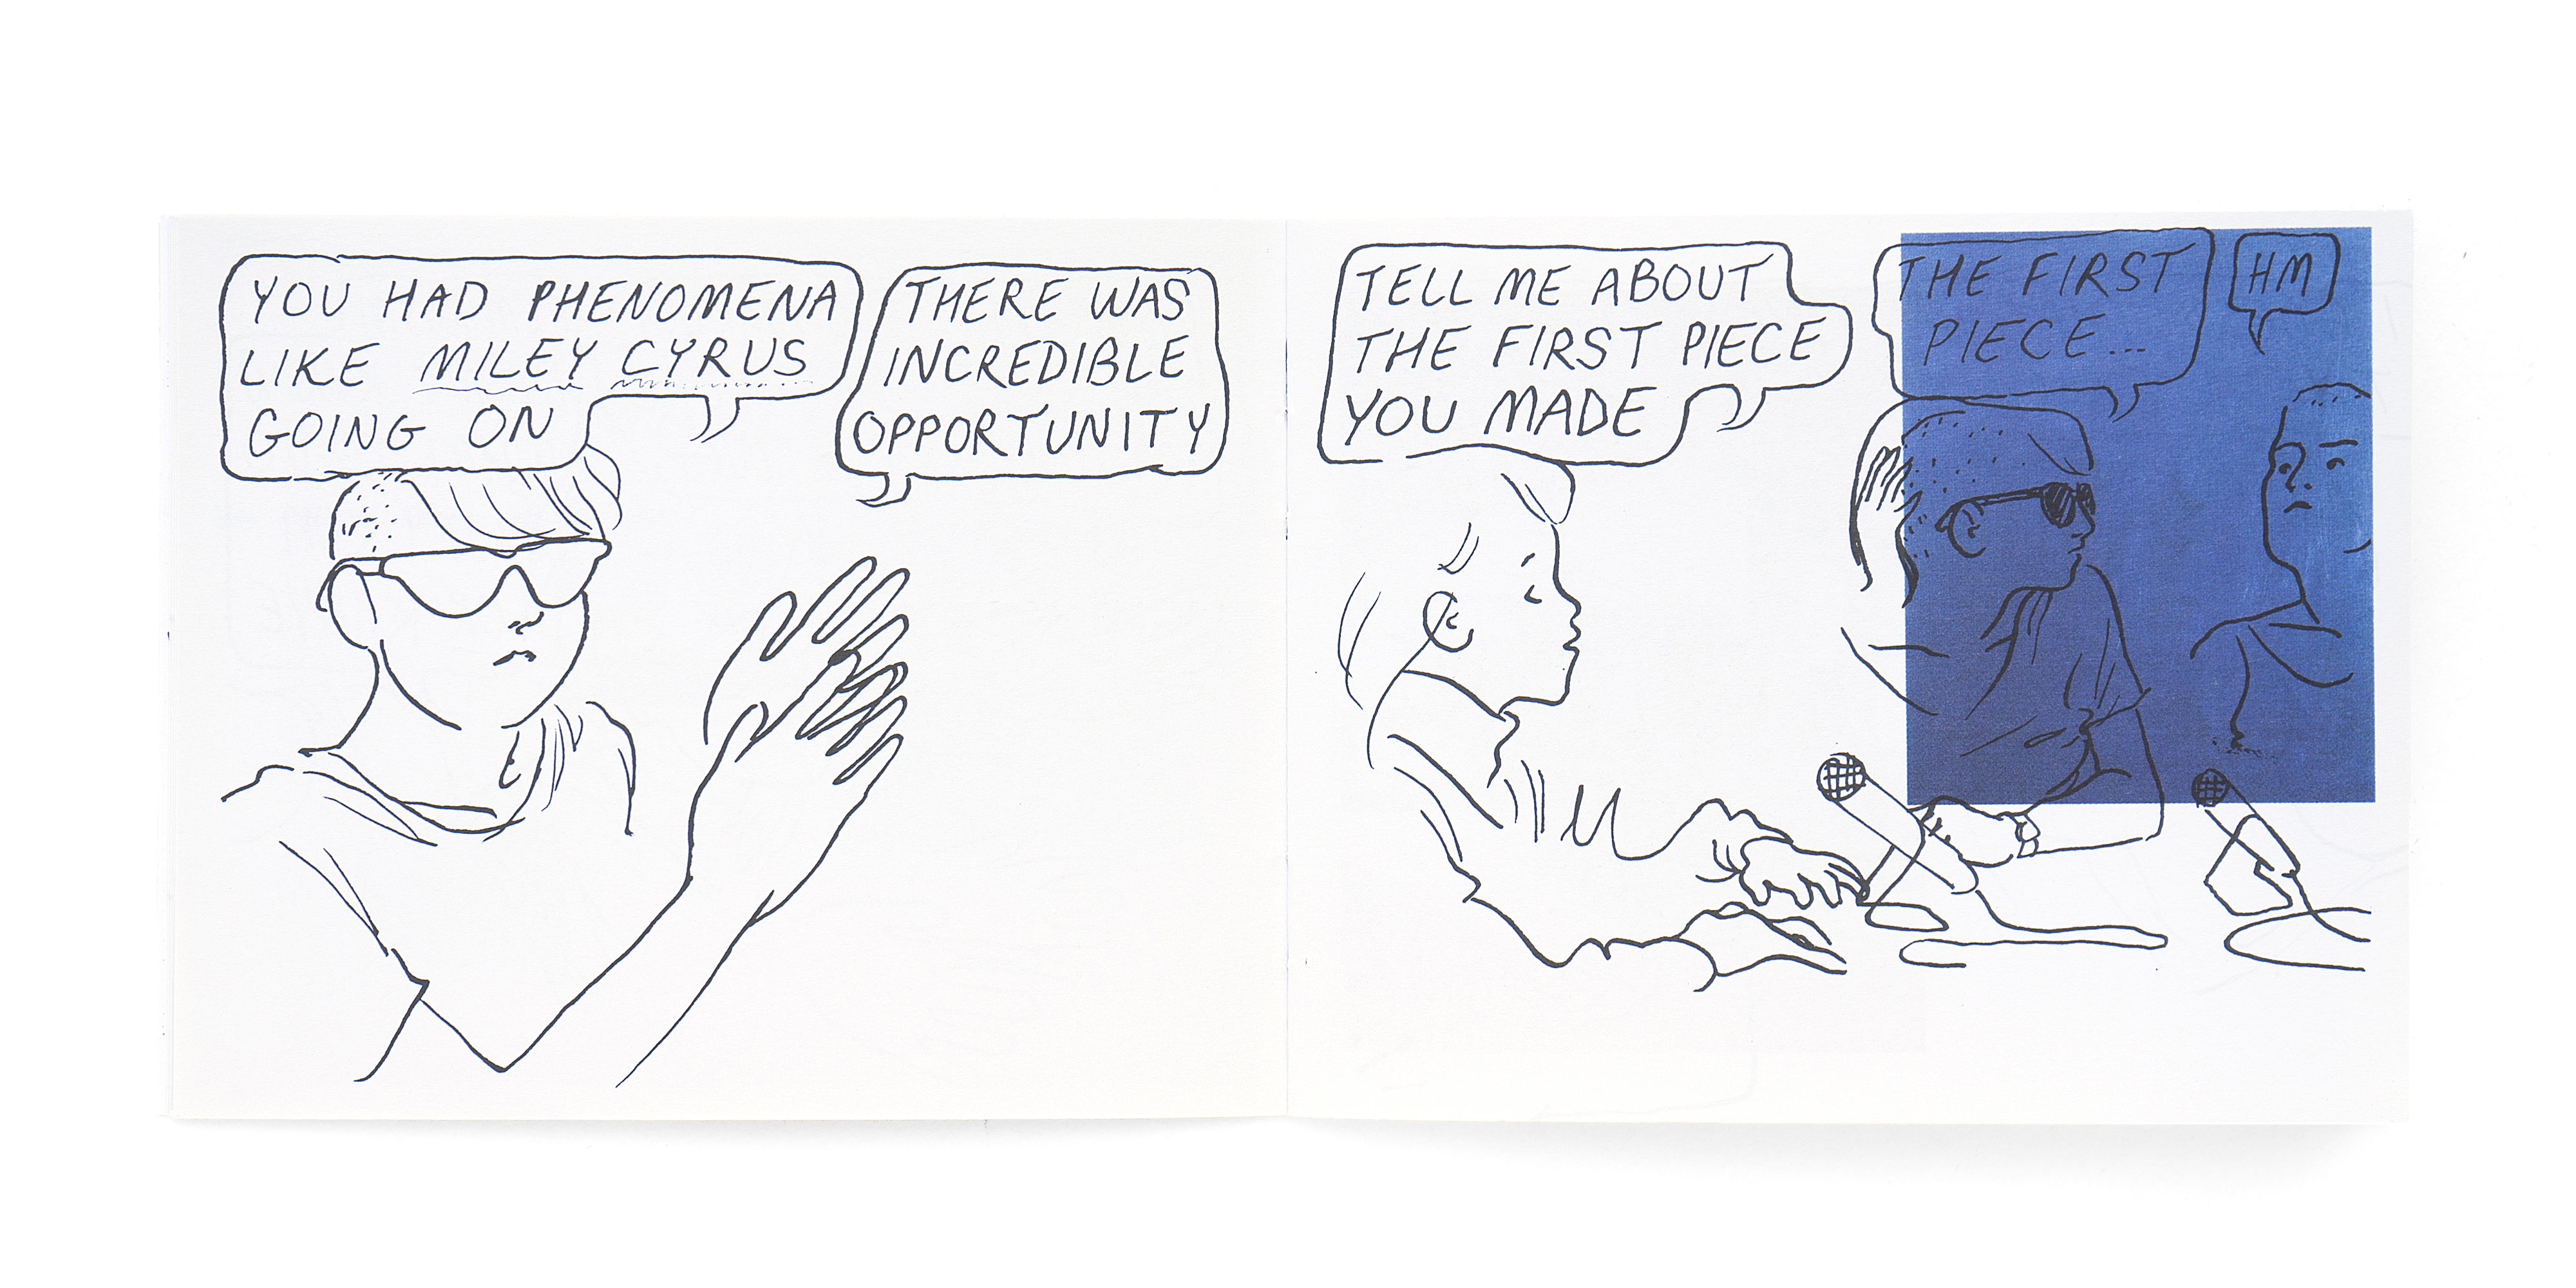 YOU HAD PHENOMENA
LIKE MILEY CYRUS
GOING ON
THERE WAS
INCREDIBLE
OPPORTUNITY
TELL ME ABOUT
THE FIRST PIECE
YOU MADE
THE FIRST
PIECE...
HM